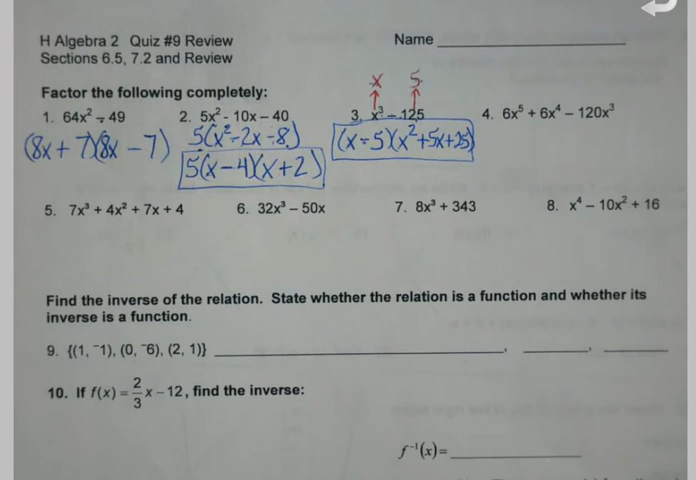 H Algebra 2 Quiz #9 Review
Name
Sections 6.5, 7.2 and Review
Factor the following completely:
x 5
1. 64x² - 49 2. 5x² - 10x – 40 3. x³ – 125 4. 6x⁵ + 6x⁴ – 120x³
(8x + 7)(8x – 7) 5(x² - 2x - 8) (x - 5)(x² + 5x + 25)
5(x – 4)(x + 2)
5. 7x³ + 4x² + 7x + 4 6. 32x³ – 50x 7. 8x³ + 343 8. x⁴ – 10x² + 16
Find the inverse of the relation. State whether the relation is a function and whether its
inverse is a function.
9. {(1, ⁻1), (0, ⁻6), (2, 1)} , ,
10. If f(x) = 2/3 x – 12, find the inverse:
f⁻¹(x) =